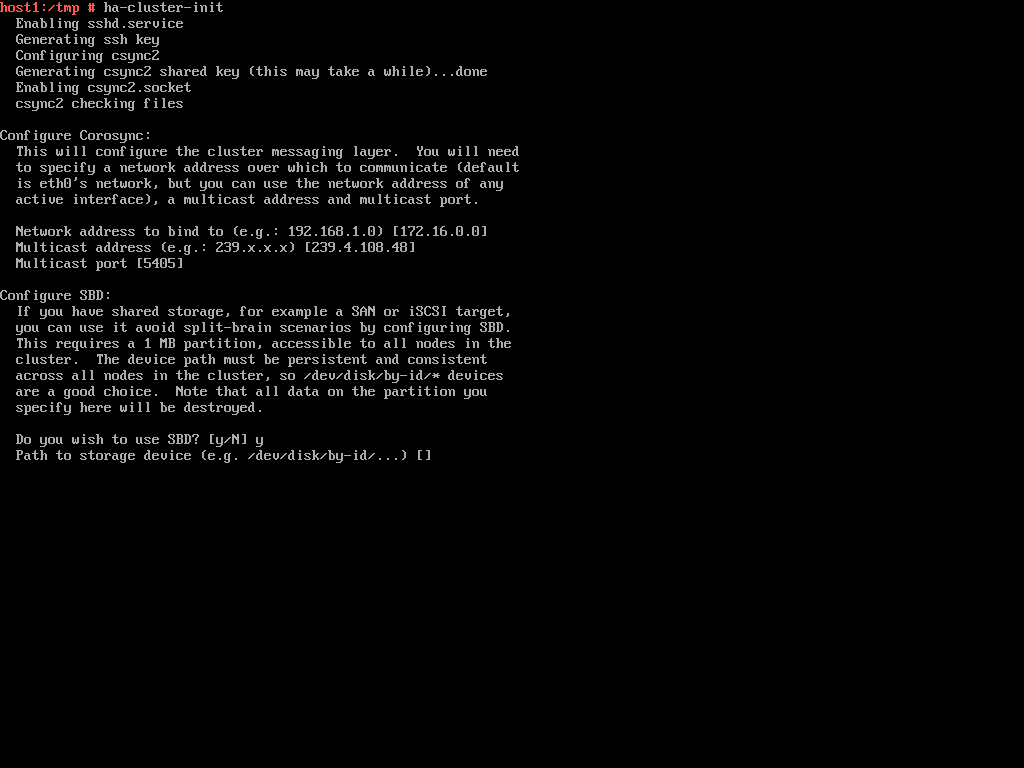 host1:/tmp # ha-cluster-init
  Enabling sshd.service
  Generating ssh key
  Configuring csync2
  Generating csync2 shared key (this may take a while)...done
  Enabling csync2.socket
  csync2 checking files

Configure Corosync:
  This will configure the cluster messaging layer.  You will need
  to specify a network address over which to communicate (default
  is eth0's network, but you can use the network address of any
  active interface), a multicast address and multicast port.

  Network address to bind to (e.g.: 192.168.1.0) [172.16.0.0]
  Multicast address (e.g.: 239.x.x.x) [239.4.108.48]
  Multicast port [5405]

Configure SBD:
  If you have shared storage, for example a SAN or iSCSI target,
  you can use it avoid split-brain scenarios by configuring SBD.
  This requires a 1 MB partition, accessible to all nodes in the
  cluster.  The device path must be persistent and consistent
  across all nodes in the cluster, so /dev/disk/by-id/* devices
  are a good choice.  Note that all data on the partition you
  specify here will be destroyed.

  Do you wish to use SBD? [y/N] y
  Path to storage device (e.g. /dev/disk/by-id/...) []